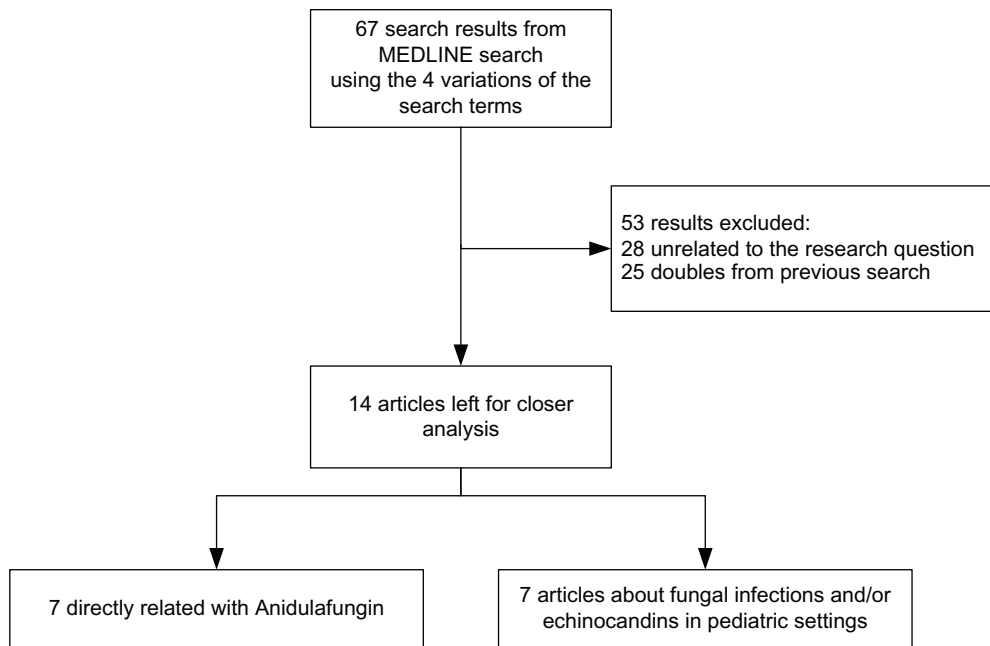 67 search results from
MEDLINE search
using the 4 variations of the
search terms
53 results excluded:
28 unrelated to the research question
25 doubles from previous search
14 articles left for closer
analysis
7 directly related with Anidulafungin
7 articles about fungal infections and/or
echinocandins in pediatric settings